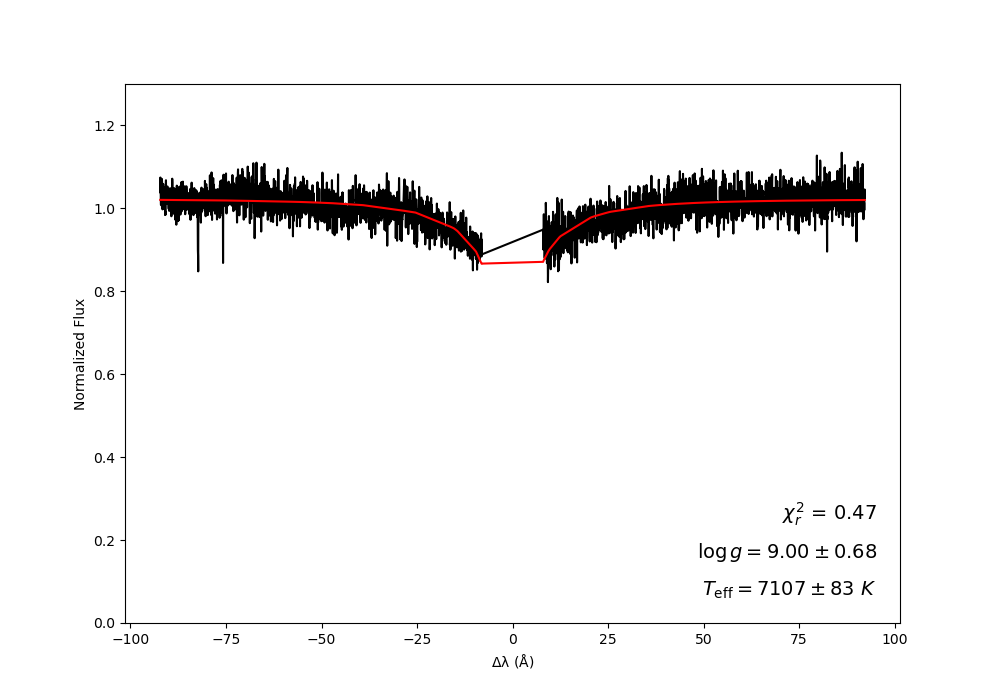 1.2
1.0
0.8
0.6
0.4
0.2
0.0
Normalized Flux
χ²ᵣ = 0.47
log g = 9.00 ± 0.68
T_eff = 7107 ± 83 K
−100 −75 −50 −25 0 25 50 75 100
Δλ (Å)